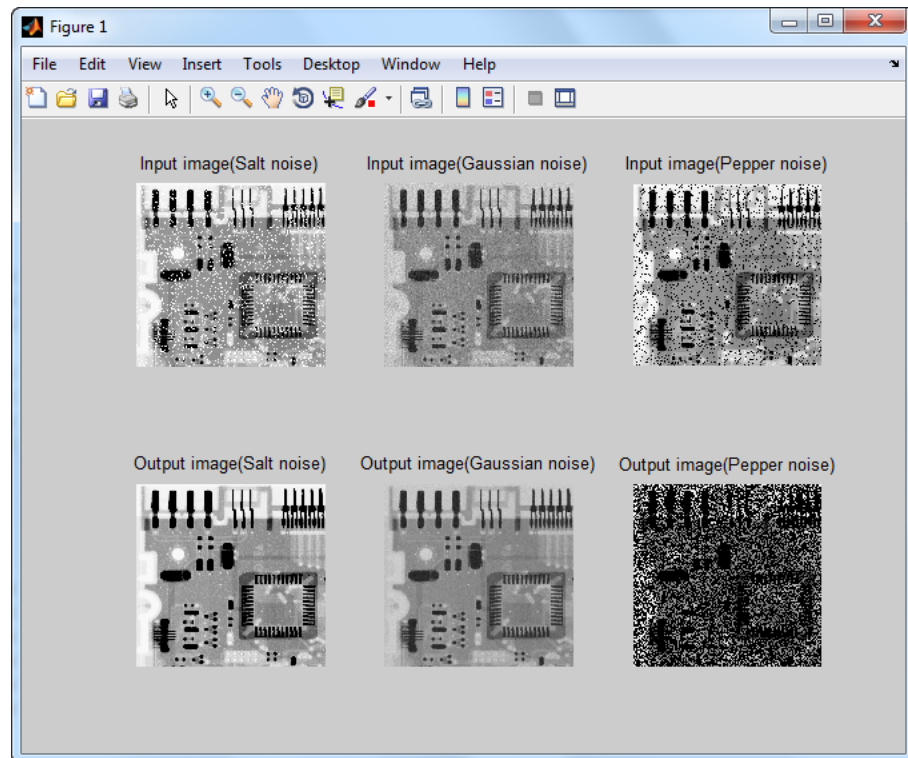 Figure 1
File Edit View Insert Tools Desktop Window Help
Input image(Salt noise) Input image(Gaussian noise) Input image(Pepper noise)
Output image(Salt noise) Output image(Gaussian noise) Output image(Pepper noise)